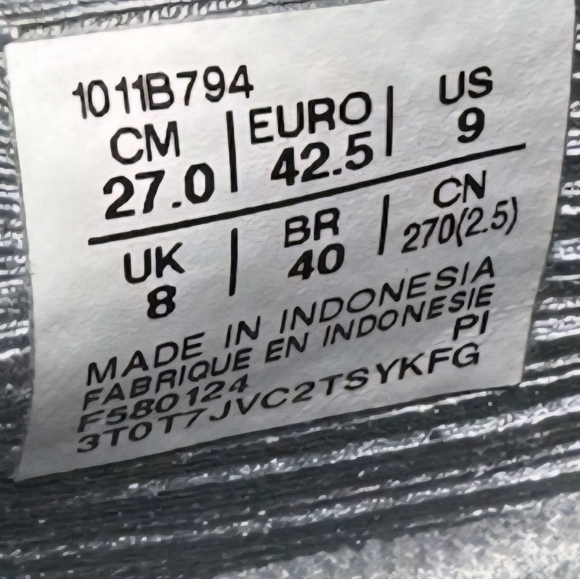 1011B794
CM | EURO | US
27.0 | 42.5 | 9
UK | BR | CN
8 | 40 | 270(2.5)
MADE IN INDONESIA
FABRIQUE EN INDONESIE
F580124 PI
3T0T7JVC2TSYKFG